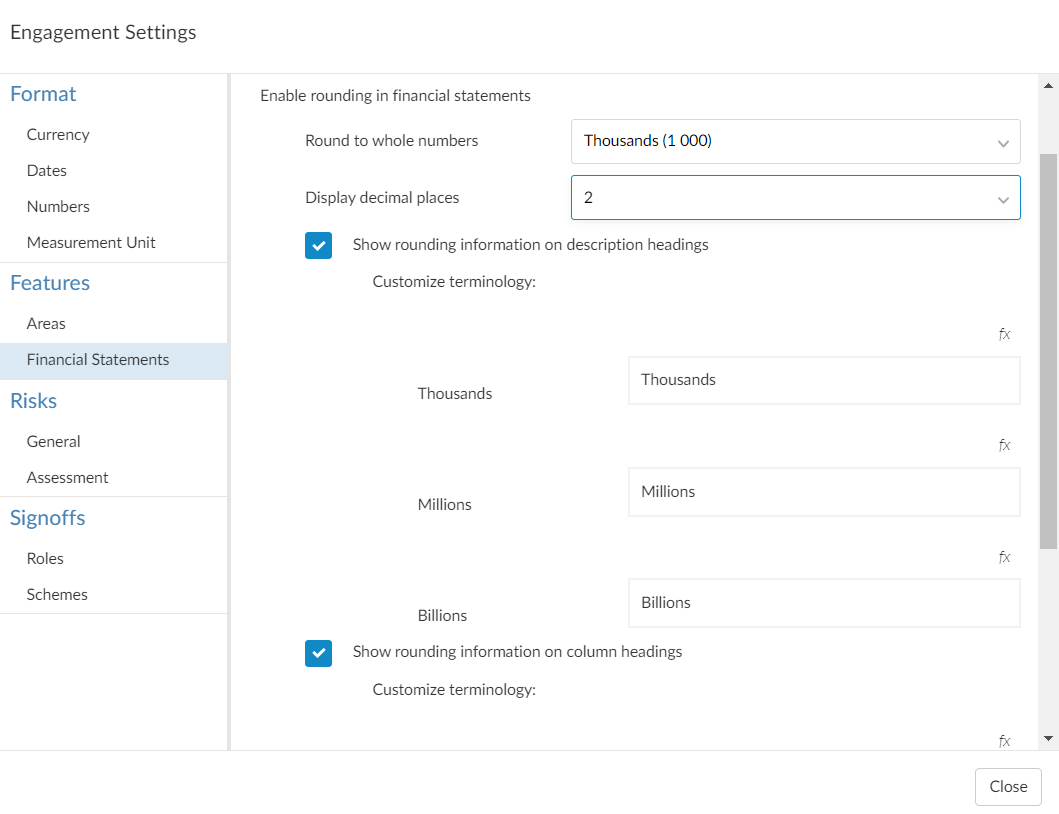 Engagement Settings
Format
Currency
Dates
Numbers
Measurement Unit
Features
Areas
Financial Statements
Risks
General
Assessment
Signoffs
Roles
Schemes
Enable rounding in financial statements
Round to whole numbers
Thousands (1 000)
Display decimal places
2
Show rounding information on description headings
Customize terminology:
fx
Thousands
Thousands
fx
Millions
Millions
fx
Billions
Billions
Show rounding information on column headings
Customize terminology:
fx
Close